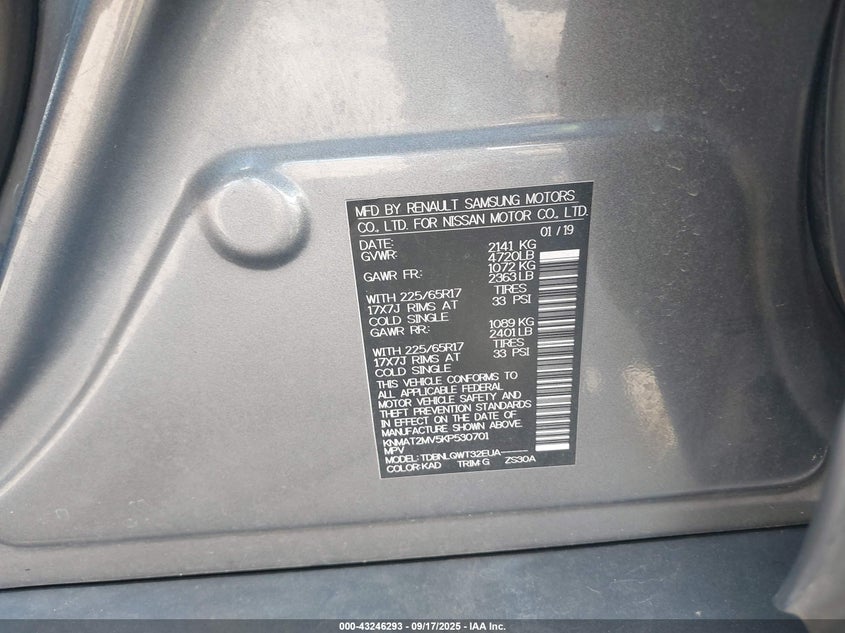 MFD BY RENAULT SAMSUNG MOTORS
CO., LTD. FOR NISSAN MOTOR CO., LTD.
DATE: 01/19
GVWR: 2141 KG
4720LB
GAWR FR: 1072 KG
2363LB
WITH 225/65R17 TIRES
17X7J RIMS AT 33 PSI
COLD SINGLE
GAWR RR: 1089 KG
2401LB
WITH 225/65R17 TIRES
17X7J RIMS AT 33 PSI
COLD SINGLE
THIS VEHICLE CONFORMS TO
ALL APPLICABLE FEDERAL
MOTOR VEHICLE SAFETY AND
THEFT PREVENTION STANDARDS
IN EFFECT ON THE DATE OF
MANUFACTURE SHOWN ABOVE.
KNMAT2MV5KP530701
MPV
MODEL: TDBNLQWT32EUA-----
COLOR:KAD TRIM:G ZS30A
000-43246293 - 09/17/2025 - IAA Inc.